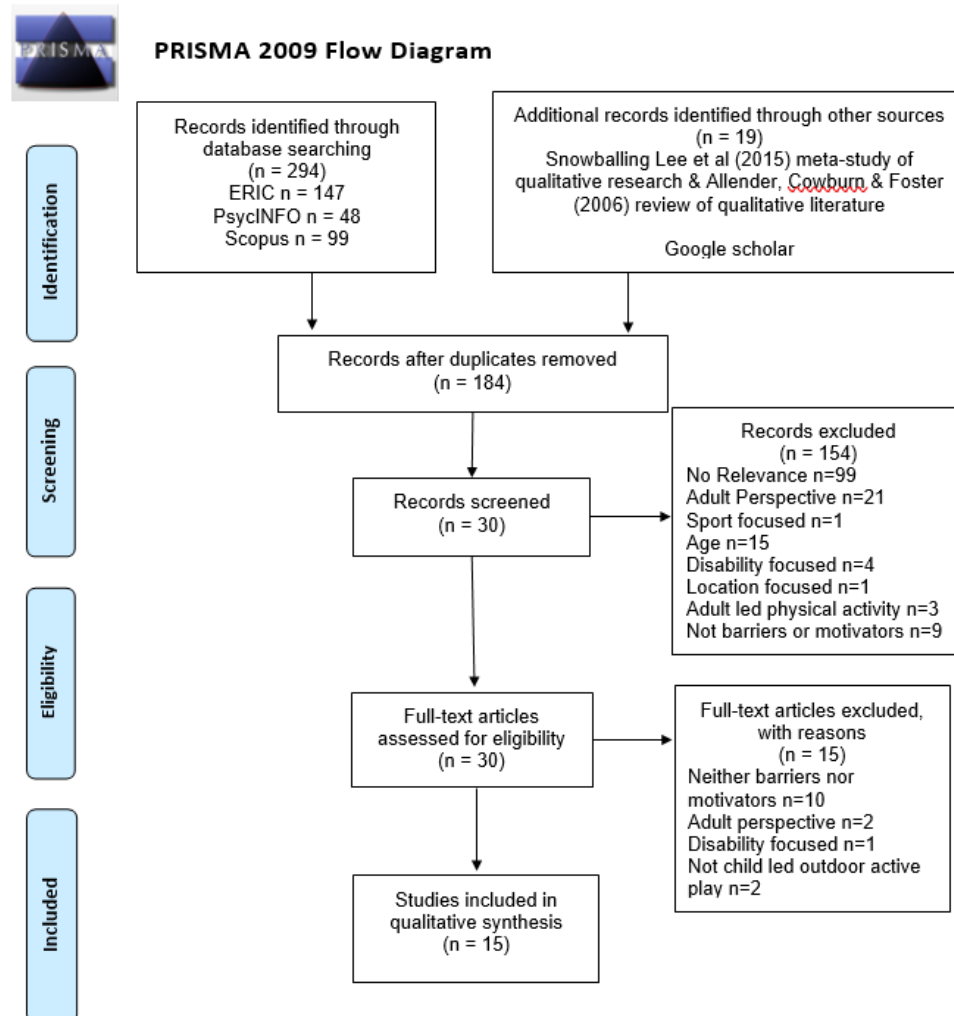 PRISMA
PRISMA 2009 Flow Diagram
Identification
Records identified through
database searching
(n = 294)
ERIC n = 147
PsycINFO n = 48
Scopus n = 99
Additional records identified through other sources
(n = 19)
Snowballing Lee et al (2015) meta-study of
qualitative research & Allender, Cowburn & Foster
(2006) review of qualitative literature
Google scholar
Records after duplicates removed
(n = 184)
Screening
Records screened
(n = 30)
Records excluded
(n = 154)
No Relevance n=99
Adult Perspective n=21
Sport focused n=1
Age n=15
Disability focused n=4
Location focused n=1
Adult led physical activity n=3
Not barriers or motivators n=9
Eligibility
Full-text articles
assessed for eligibility
(n = 30)
Full-text articles excluded,
with reasons
(n = 15)
Neither barriers nor
motivators n=10
Adult perspective n=2
Disability focused n=1
Not child led outdoor active
play n=2
Included
Studies included in
qualitative synthesis
(n = 15)